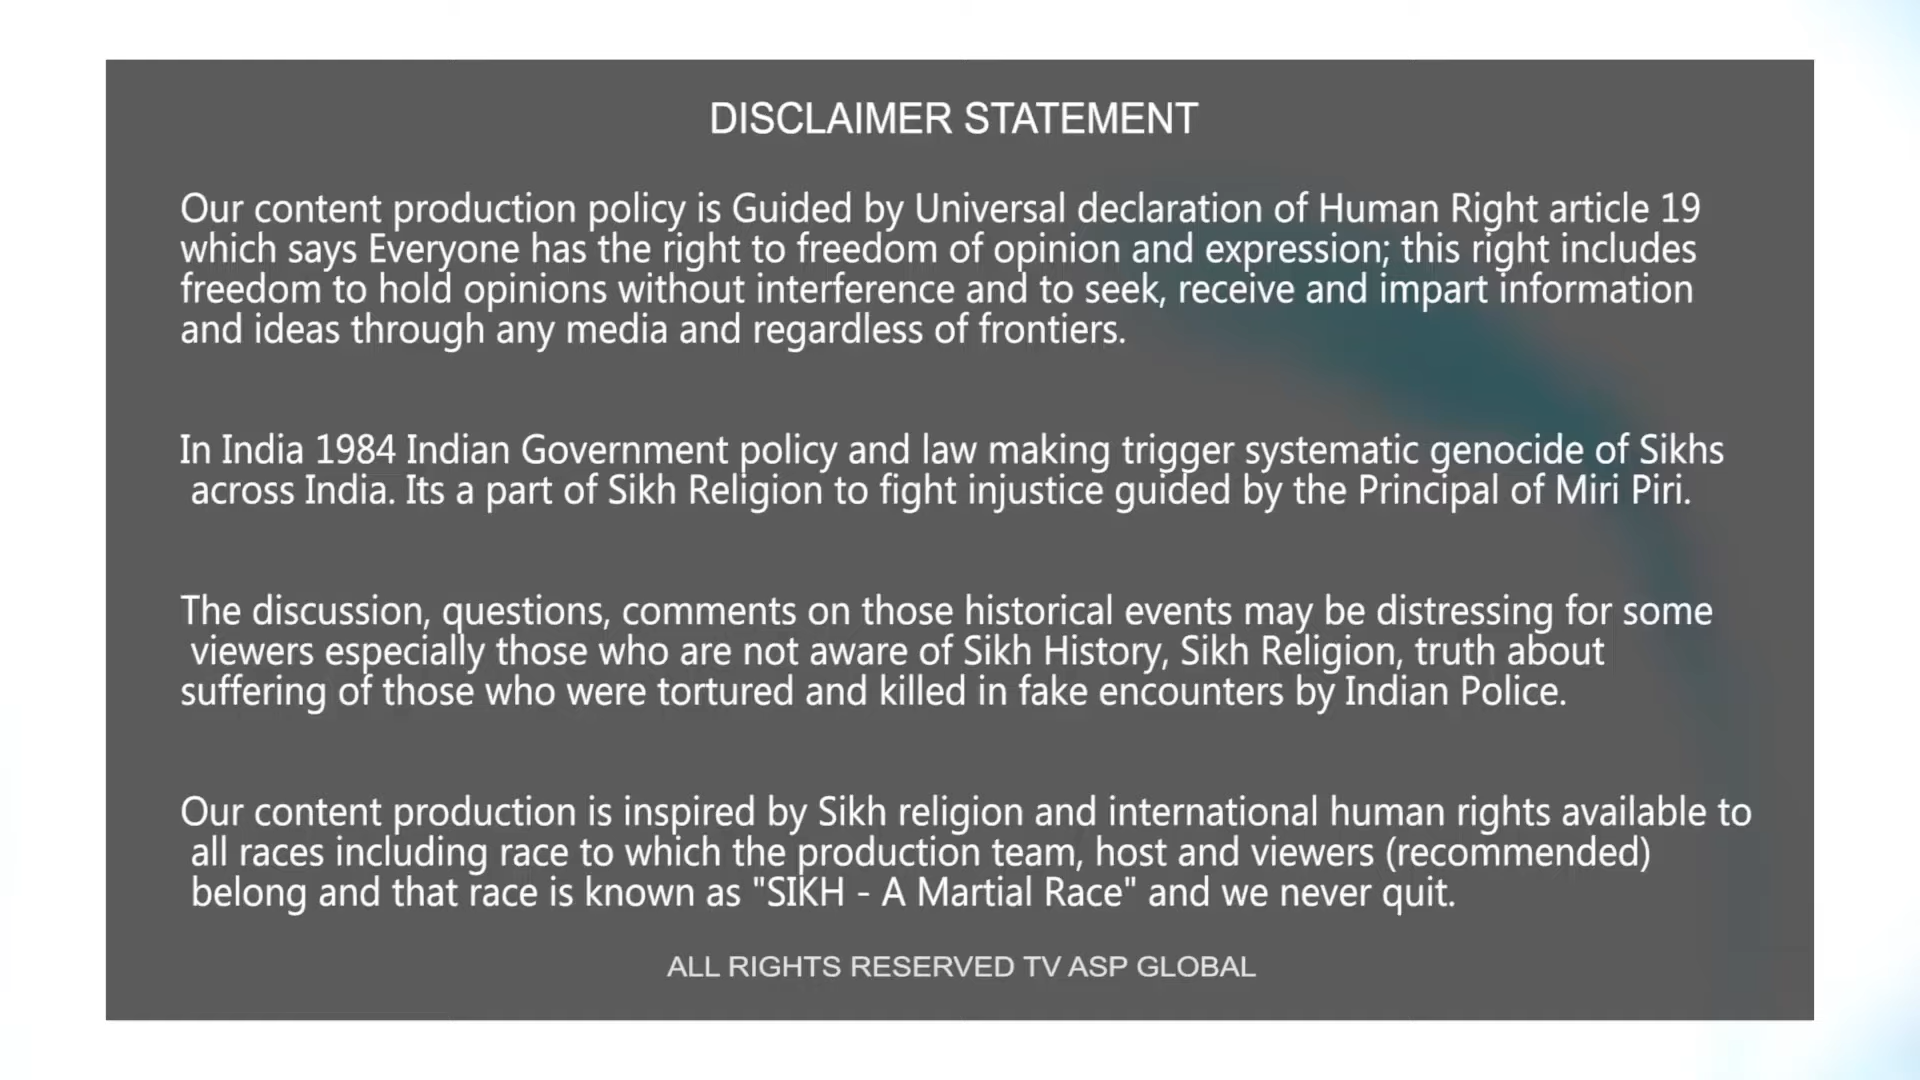 DISCLAIMER STATEMENT
Our content production policy is Guided by Universal declaration of Human Right article 19
which says Everyone has the right to freedom of opinion and expression; this right includes
freedom to hold opinions without interference and to seek, receive and impart information
and ideas through any media and regardless of frontiers.
In India 1984 Indian Government policy and law making trigger systematic genocide of Sikhs
across India. Its a part of Sikh Religion to fight injustice guided by the Principal of Miri Piri.
The discussion, questions, comments on those historical events may be distressing for some
viewers especially those who are not aware of Sikh History, Sikh Religion, truth about
suffering of those who were tortured and killed in fake encounters by Indian Police.
Our content production is inspired by Sikh religion and international human rights available to
all races including race to which the production team, host and viewers (recommended)
belong and that race is known as "SIKH - A Martial Race" and we never quit.
ALL RIGHTS RESERVED TV ASP GLOBAL